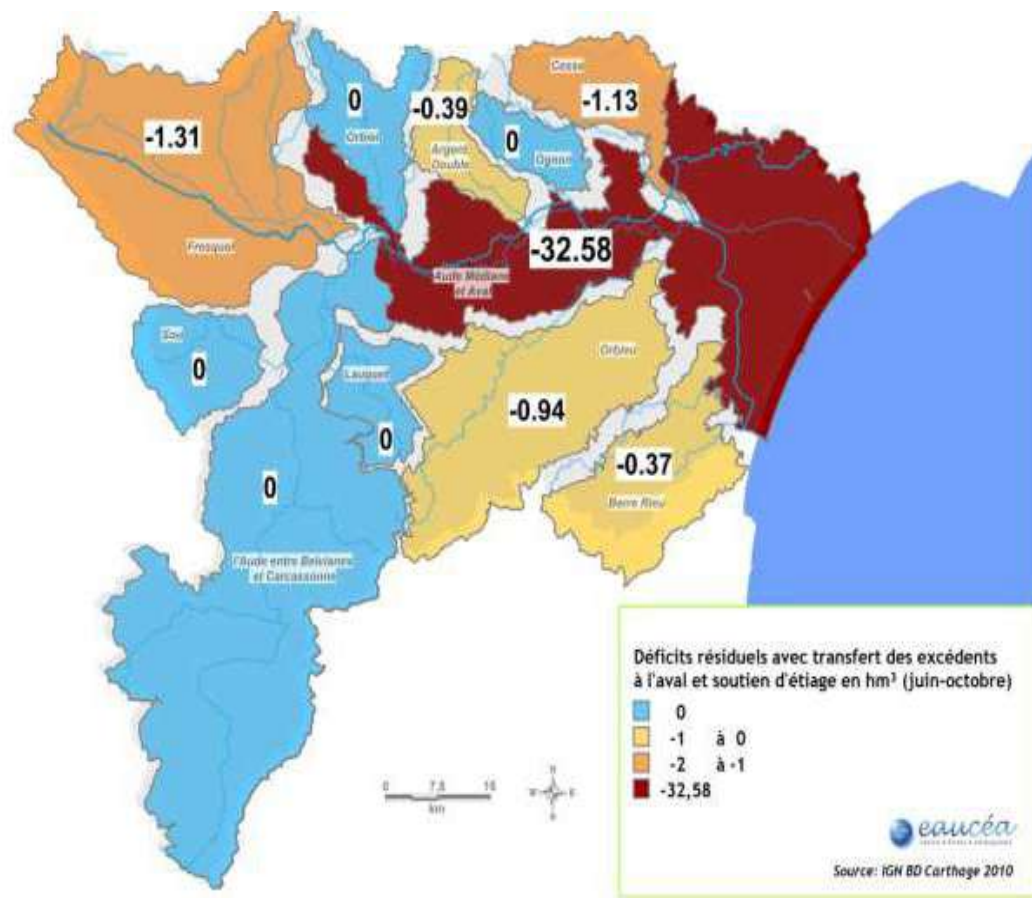 Cesse
-1.13
0
Orbiel
-0.39
Argent
Double
0
Ognon
-1.31
Fresquel
-32.58
Aude Médiane
et Aval
Sou
0
Lauquet
0
Orbieu
-0.94
-0.37
Berre Rieu
0
l'Aude entre Belvianes
et Carcassonne
0 7,5 15
km
N
E
S
Déficits résiduels avec transfert des excédents
à l'aval et soutien d'étiage en hm³ (juin-octobre)
0
-1 à 0
-2 à -1
-32,58
eaucéa
Source: IGN BD Carthage 2010